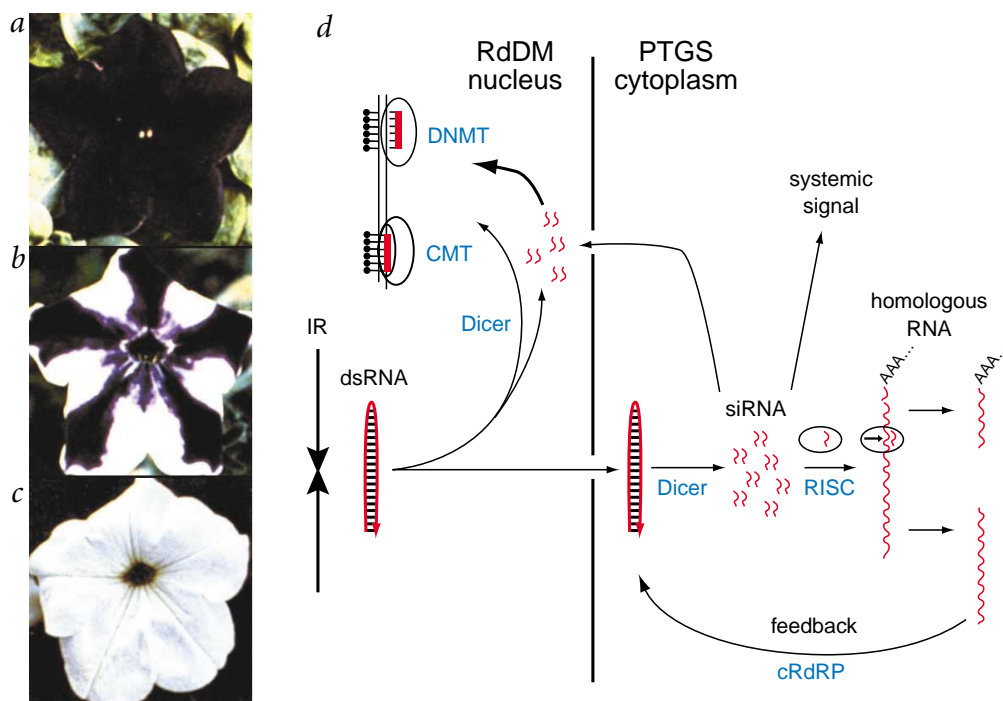 a
b
c
d
RdDM
nucleus
PTGS
cytoplasm
DNMT
CMT
Dicer
IR
dsRNA
systemic
signal
homologous
RNA
AAA...
AAA...
siRNA
Dicer
RISC
feedback
cRdRP